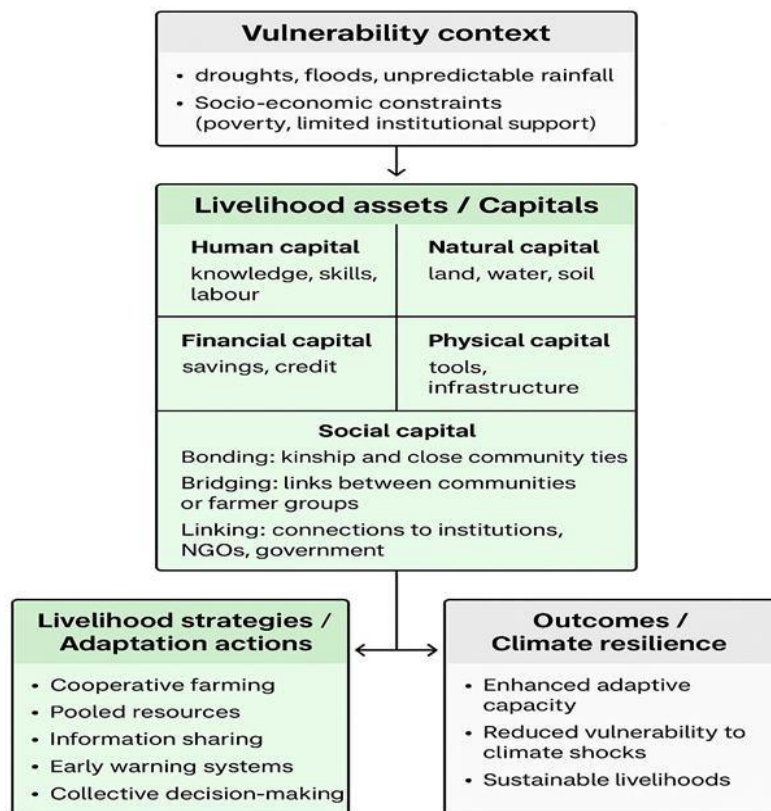 Vulnerability context
• droughts, floods, unpredictable rainfall
• Socio-economic constraints
(poverty, limited institutional support)
Livelihood assets / Capitals
Human capital
knowledge, skills,
labour
Natural capital
land, water, soil
Financial capital
savings, credit
Physical capital
tools,
infrastructure
Social capital
Bonding: kinship and close community ties
Bridging: links between communities
or farmer groups
Linking: connections to institutions,
NGOs, government
Livelihood strategies /
Adaptation actions
• Cooperative farming
• Pooled resources
• Information sharing
• Early warning systems
• Collective decision-making
Outcomes /
Climate resilience
• Enhanced adaptive
capacity
• Reduced vulnerability to
climate shocks
• Sustainable livelihoods